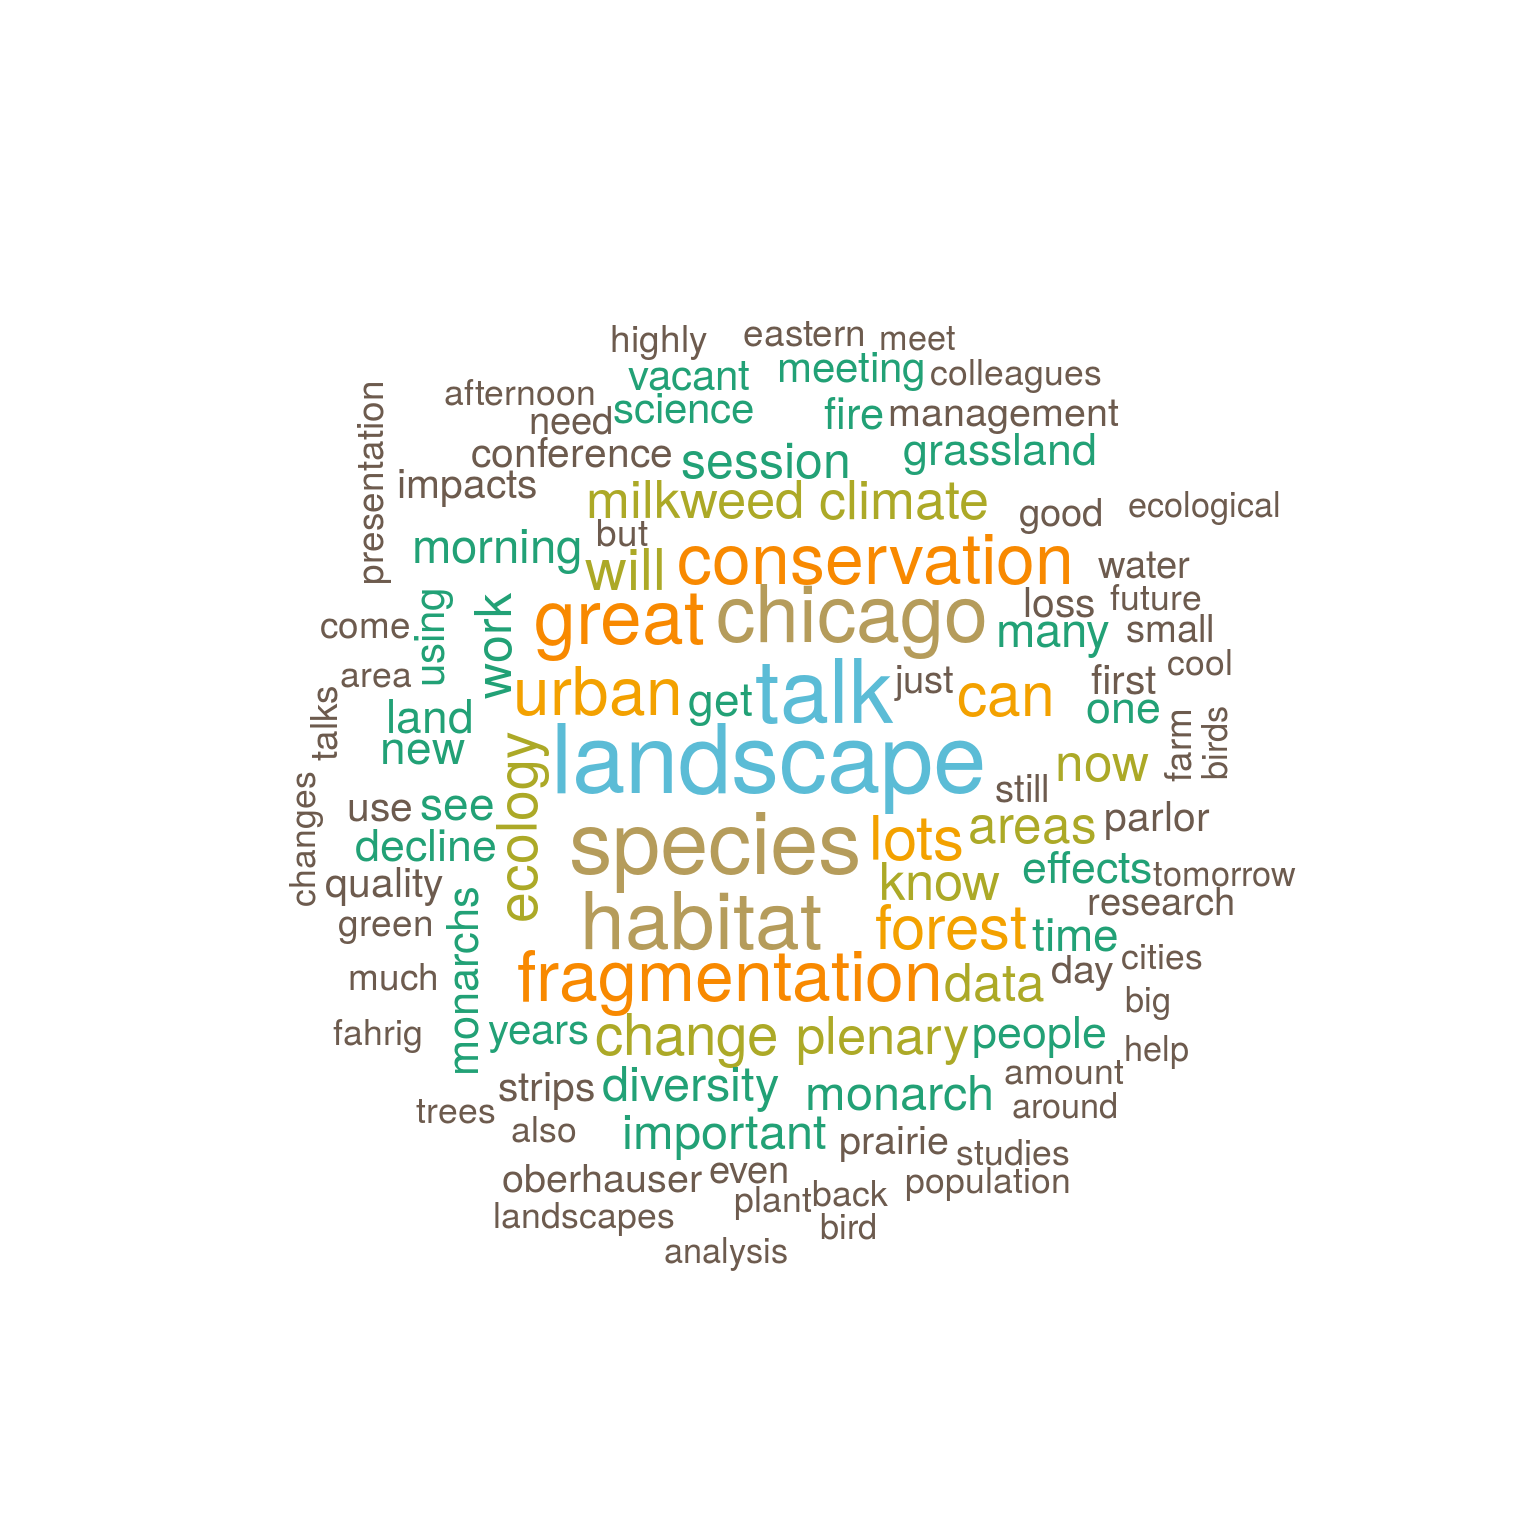 highly eastern meet
vacant meeting colleagues
afternoon science fire management
need
presentation conference session grassland
impacts milkweed climate good ecological
morning but will conservation water
come using work great chicago loss future
many small
area urban get talk just can first cool
talks land one
new ecology landscape now farm birds
changes use see still
decline species lots areas parlor
quality know effects tomorrow
green habitat forest research
monarchs time
much fragmentation data day cities
big
fahrig years change plenary people help
strips diversity monarch amount
trees around
also important prairie studies
oberhauser even population
plant back
landscapes bird
analysis